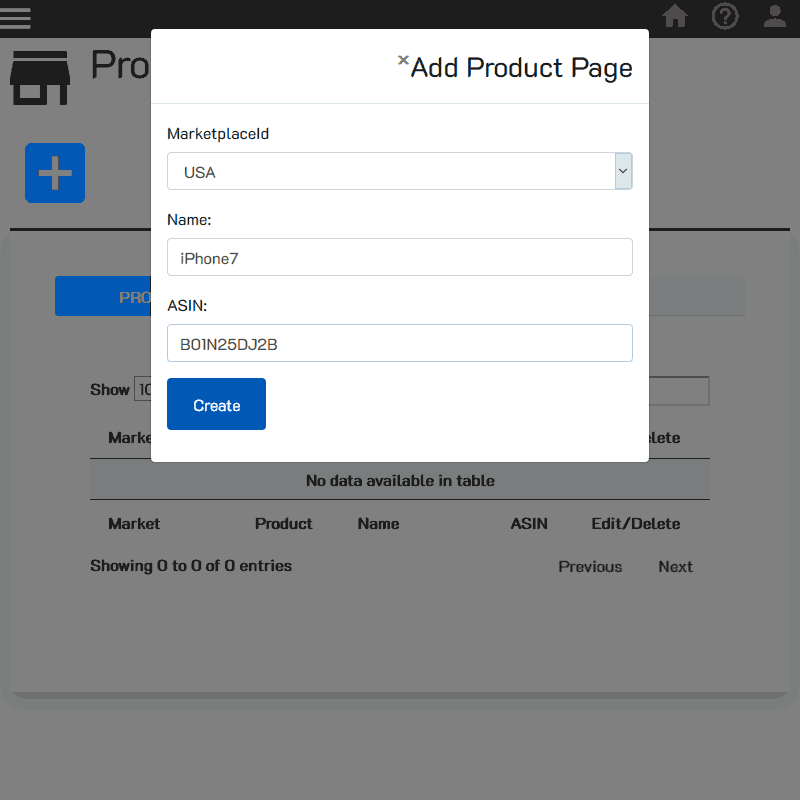 Pro
×Add Product Page
MarketplaceId
USA
Name:
iPhone7
PRO
ASIN:
B01N25DJ2B
Show 10
Create
Market
No data available in table
Market Product Name ASIN Edit/Delete
Showing 0 to 0 of 0 entries
Previous Next